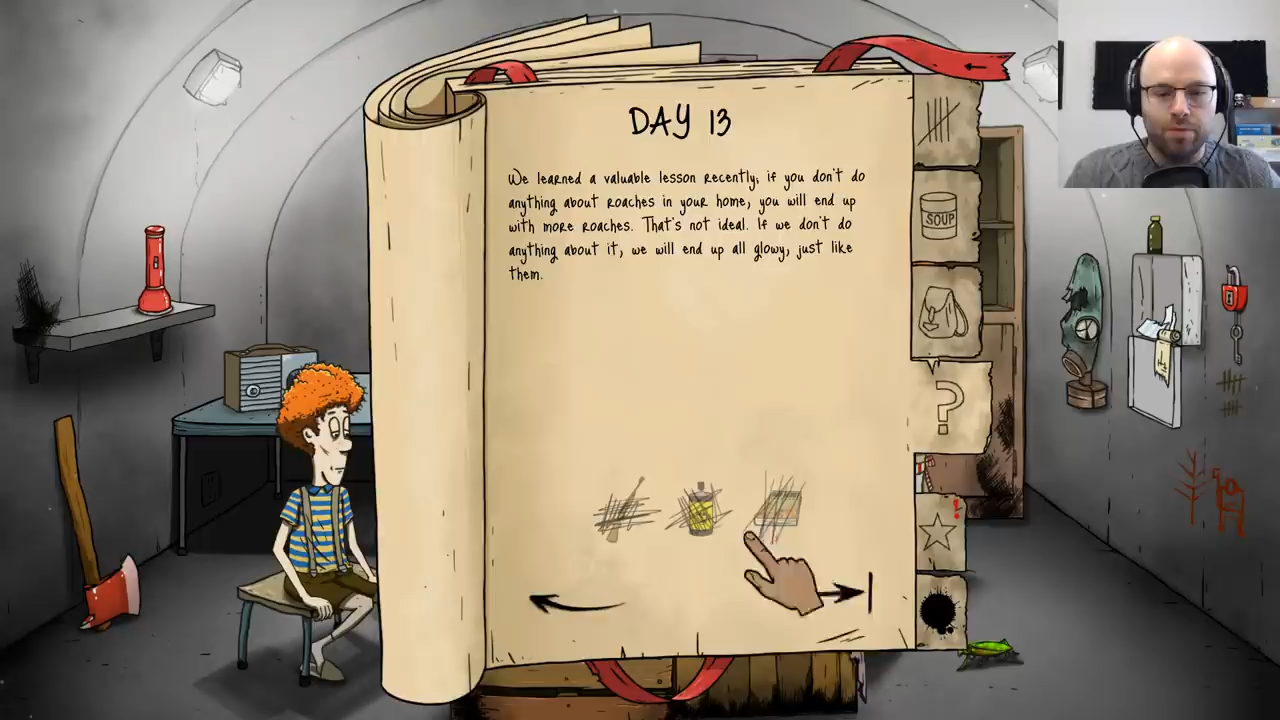 DAY 13
We learned a valuable lesson recently; if you don't do
anything about roaches in your home, you will end up
with more roaches. That's not ideal. If we don't do
anything about it, we will end up all glowy, just like
them.
SOUP